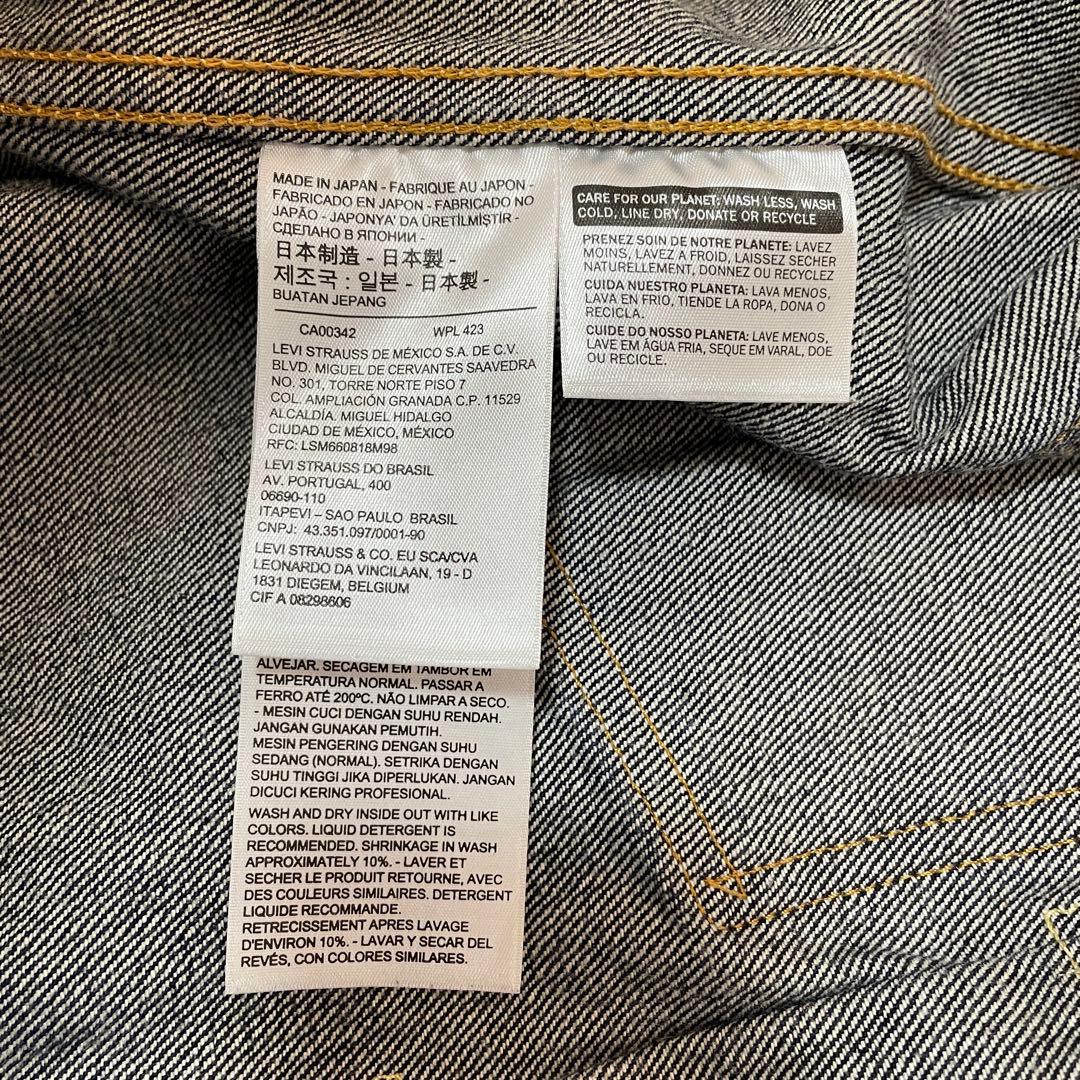 MADE IN JAPAN - FABRIQUE AU JAPON -
FABRICADO EN JAPON - FABRICADO NO
JAPÃO - JAPONYA' DA ÜRETİLMİŞTİR -
СДЕЛАНО В ЯПОНИИ -
日本制造 - 日本製 -
제조국 : 일본 - 日本製 -
BUATAN JEPANG
CA00342 WPL 423
LEVI STRAUSS DE MÉXICO S.A. DE C.V.
BLVD. MIGUEL DE CERVANTES SAAVEDRA
NO. 301, TORRE NORTE PISO 7
COL. AMPLIACIÓN GRANADA C.P. 11529
ALCALDÍA. MIGUEL HIDALGO
CIUDAD DE MÉXICO, MÉXICO
RFC: LSM660818M98
LEVI STRAUSS DO BRASIL
AV. PORTUGAL, 400
06690-110
ITAPEVI – SAO PAULO BRASIL
CNPJ: 43.351.097/0001-90
LEVI STRAUSS & CO. EU SCA/CVA
LEONARDO DA VINCILAAN, 19 - D
1831 DIEGEM, BELGIUM
CIF A 08298606
ALVEJAR. SECAGEM EM TAMBOR EM
TEMPERATURA NORMAL. PASSAR A
FERRO ATÉ 200ºC. NÃO LIMPAR A SECO.
- MESIN CUCI DENGAN SUHU RENDAH.
JANGAN GUNAKAN PEMUTIH.
MESIN PENGERING DENGAN SUHU
SEDANG (NORMAL). SETRIKA DENGAN
SUHU TINGGI JIKA DIPERLUKAN. JANGAN
DICUCI KERING PROFESIONAL.
WASH AND DRY INSIDE OUT WITH LIKE
COLORS. LIQUID DETERGENT IS
RECOMMENDED. SHRINKAGE IN WASH
APPROXIMATELY 10%. - LAVER ET
SECHER LE PRODUIT RETOURNE, AVEC
DES COULEURS SIMILAIRES. DETERGENT
LIQUIDE RECOMMANDE.
RETRECISSEMENT APRES LAVAGE
D'ENVIRON 10%. - LAVAR Y SECAR DEL
REVÉS, CON COLORES SIMILARES.
CARE FOR OUR PLANET: WASH LESS, WASH
COLD, LINE DRY, DONATE OR RECYCLE
PRENEZ SOIN DE NOTRE PLANETE: LAVEZ
MOINS, LAVEZ A FROID, LAISSEZ SECHER
NATURELLEMENT, DONNEZ OU RECYCLEZ
CUIDA NUESTRO PLANETA: LAVA MENOS,
LAVA EN FRIO, TIENDE LA ROPA, DONA O
RECICLA.
CUIDE DO NOSSO PLANETA: LAVE MENOS,
LAVE EM ÁGUA FRIA, SEQUE EM VARAL, DOE
OU RECICLE.